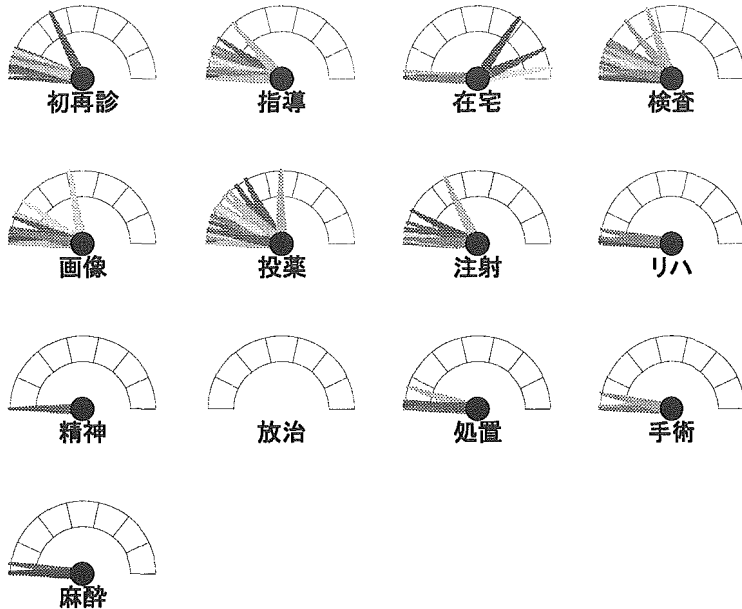 初再診
指導
在宅
検査
画像
投薬
注射
リハ
精神
放治
処置
手術
麻酔